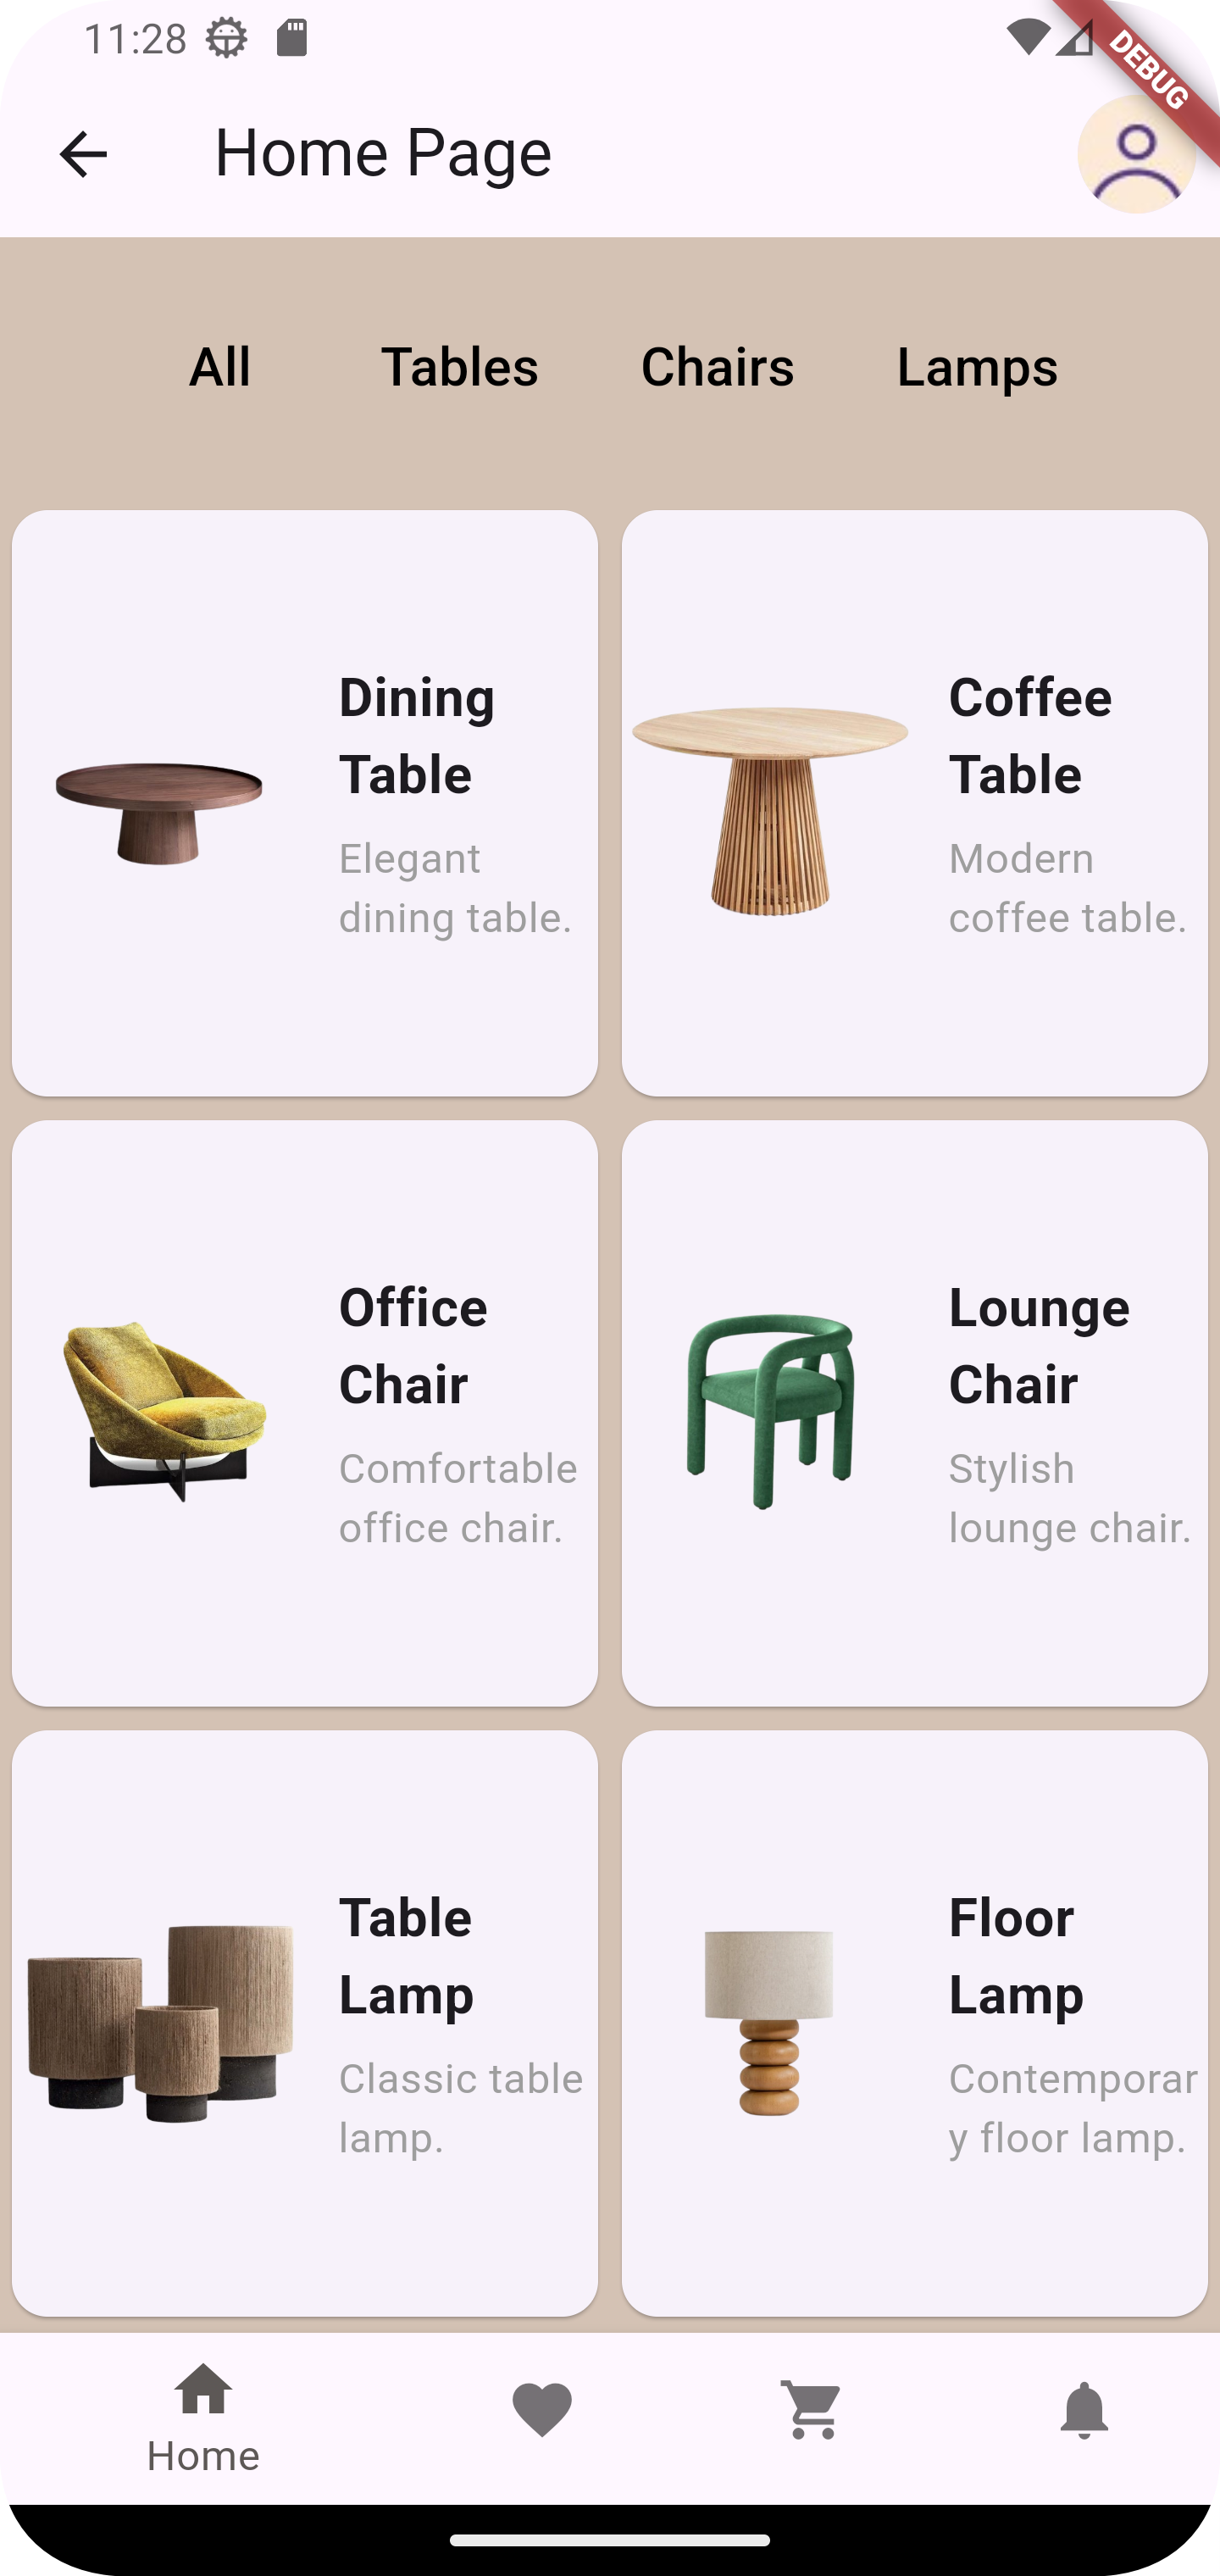 11:28
DEBUG
Home Page
All Tables Chairs Lamps
Dining
Table
Elegant
dining table.
Coffee
Table
Modern
coffee table.
Office
Chair
Comfortable
office chair.
Lounge
Chair
Stylish
lounge chair.
Table
Lamp
Classic table
lamp.
Floor
Lamp
Contemporar
y floor lamp.
Home